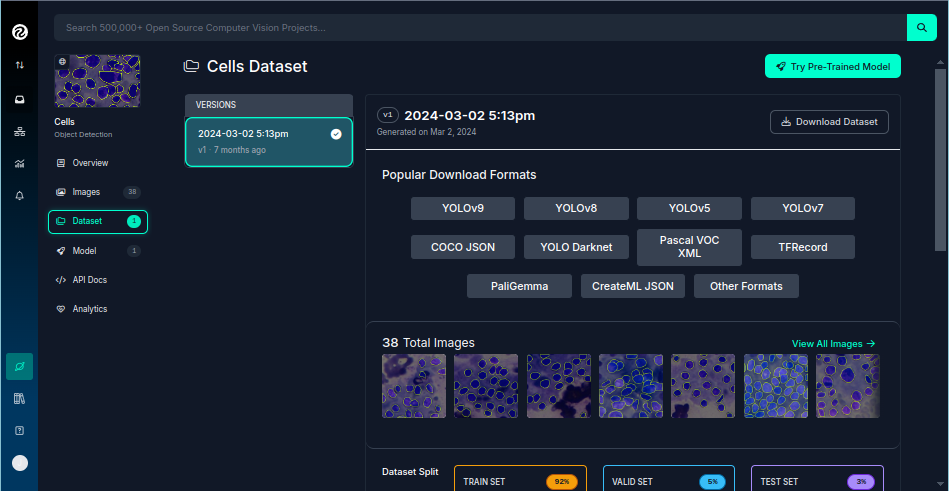 Search 500,000+ Open Source Computer Vision Projects...
Cells
Object Detection
Overview
Images 38
Dataset 1
Model 1
API Docs
Analytics
Cells Dataset
Try Pre-Trained Model
VERSIONS
2024-03-02 5:13pm
v1 · 7 months ago
v1 2024-03-02 5:13pm
Generated on Mar 2, 2024
Download Dataset
Popular Download Formats
YOLOv9 YOLOv8 YOLOv5 YOLOv7
COCO JSON YOLO Darknet Pascal VOC
XML TFRecord
PaliGemma CreateML JSON Other Formats
38 Total Images
View All Images →
Dataset Split
TRAIN SET 92%
VALID SET 5%
TEST SET 3%